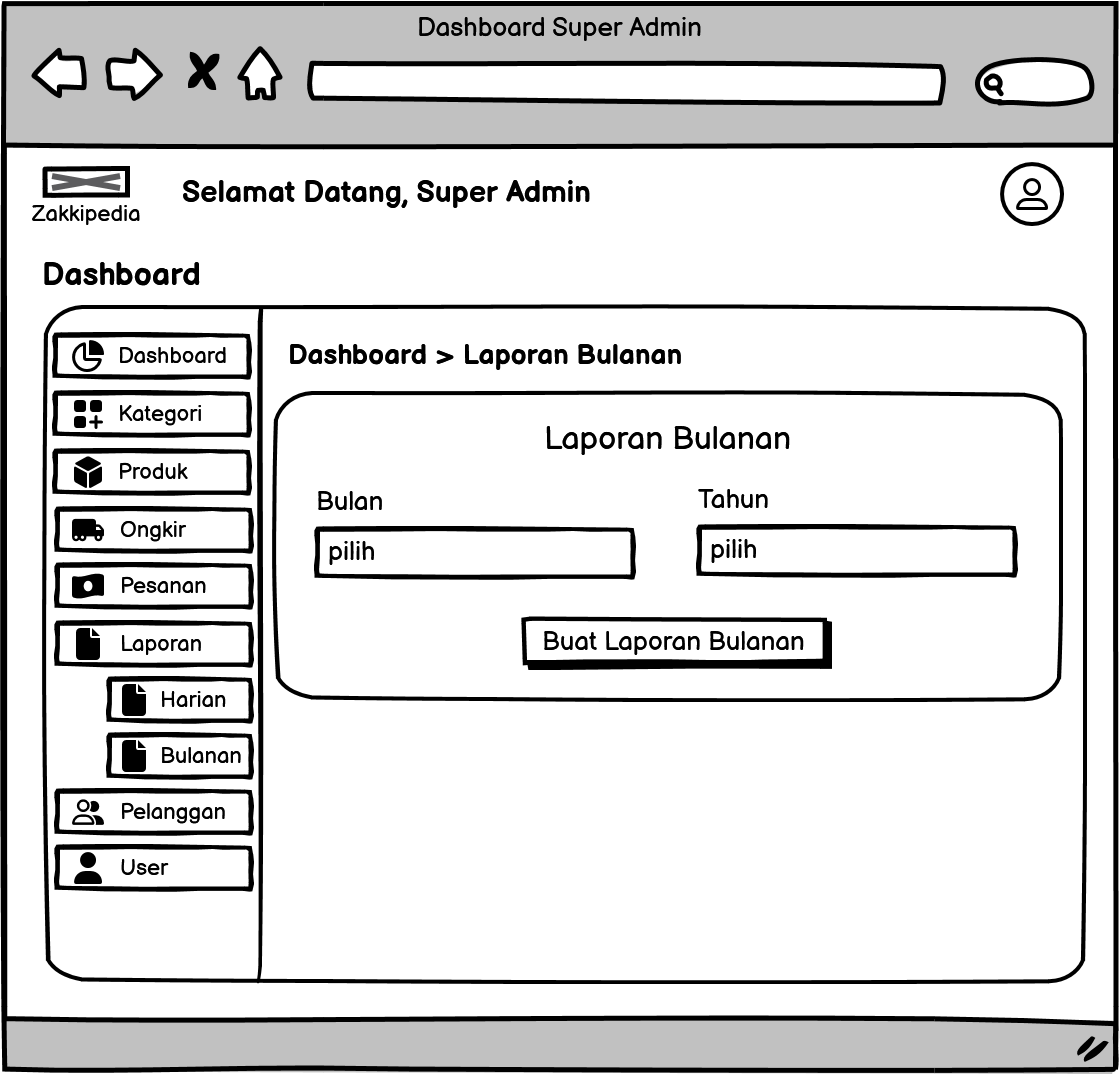 Dashboard Super Admin
Zakkipedia
Selamat Datang, Super Admin
Dashboard
Dashboard
Kategori
Produk
Ongkir
Pesanan
Laporan
Harian
Bulanan
Pelanggan
User
Dashboard > Laporan Bulanan
Laporan Bulanan
Bulan
pilih
Tahun
pilih
Buat Laporan Bulanan